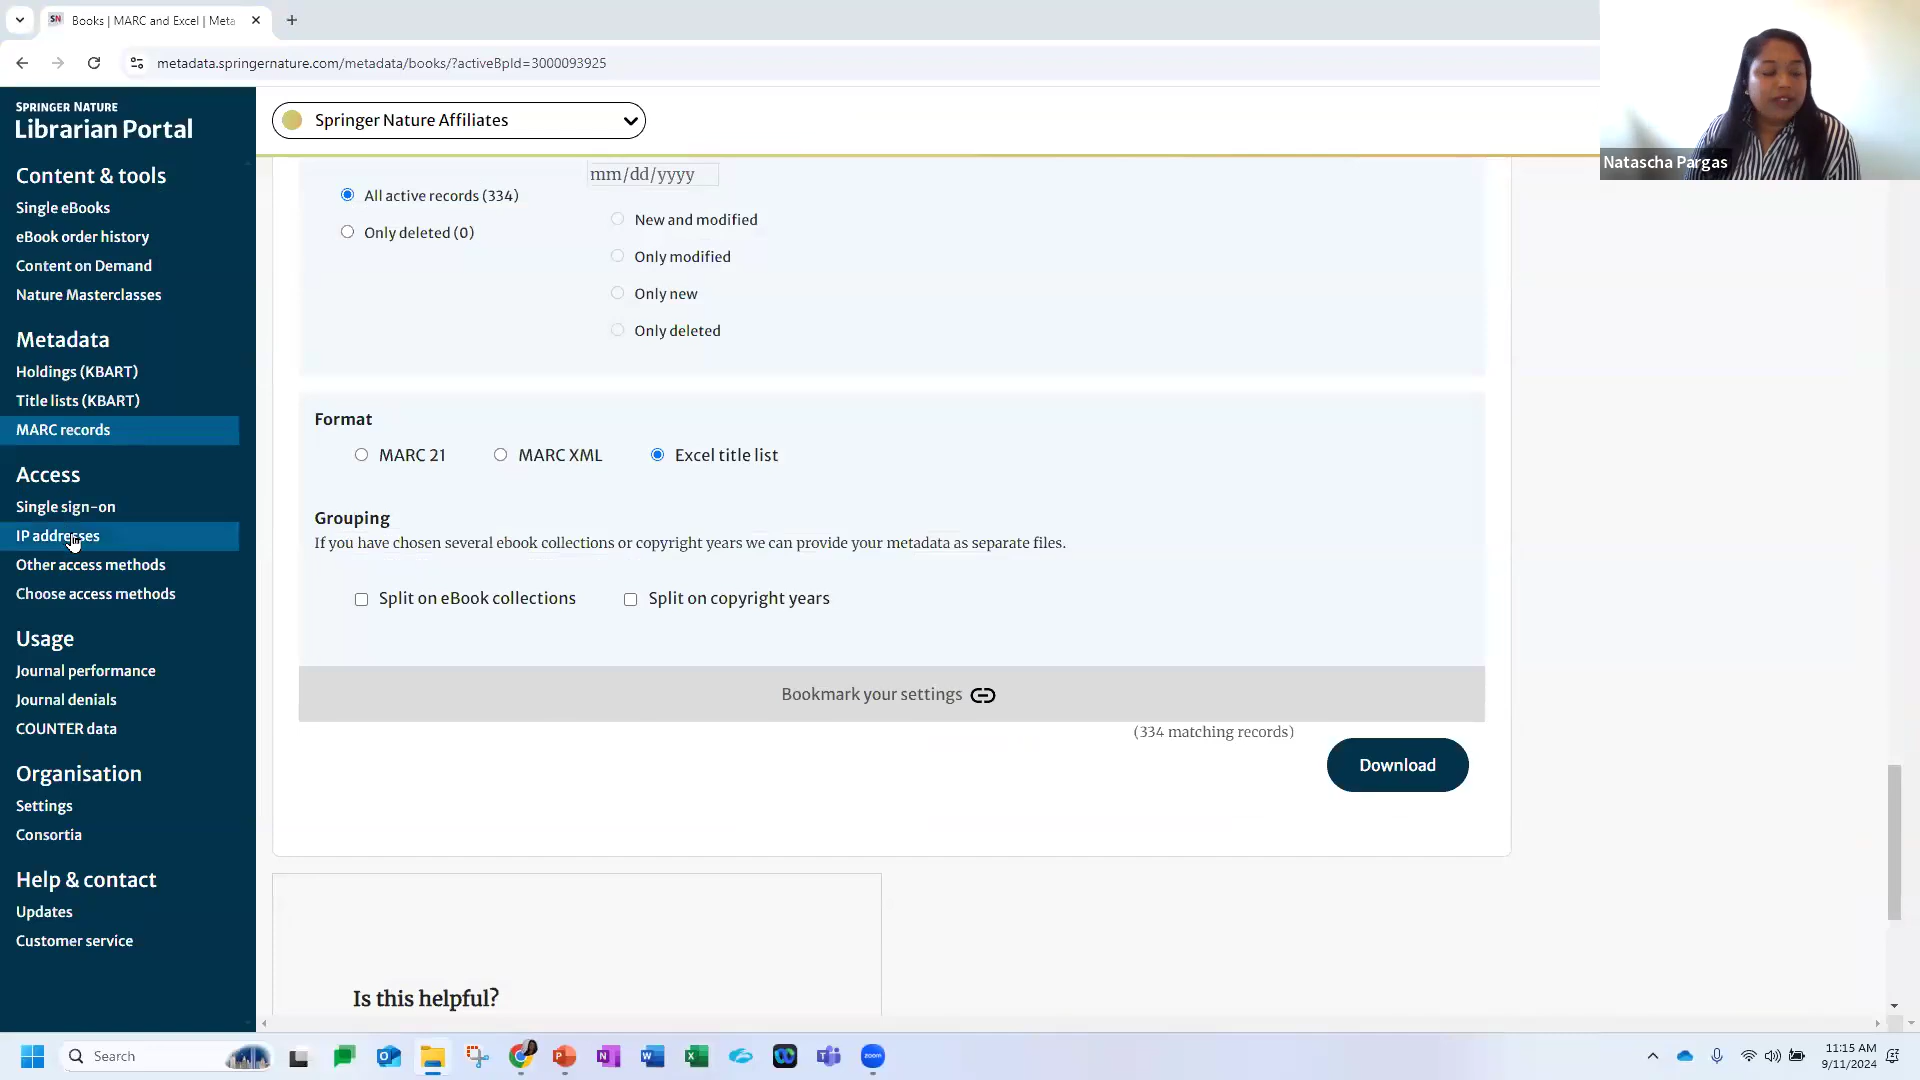 SN Books | MARC and Excel | Meta
metadata.springernature.com/metadata/books/?activeBpId=3000093925
SPRINGER NATURE
Librarian Portal
Content & tools
Single eBooks
eBook order history
Content on Demand
Nature Masterclasses
Metadata
Holdings (KBART)
Title lists (KBART)
MARC records
Access
Single sign-on
IP addresses
Other access methods
Choose access methods
Usage
Journal performance
Journal denials
COUNTER data
Organisation
Settings
Consortia
Help & contact
Updates
Customer service
Springer Nature Affiliates
mm/dd/yyyy
All active records (334)
Only deleted (0)
New and modified
Only modified
Only new
Only deleted
Format
MARC 21 MARC XML Excel title list
Grouping
If you have chosen several ebook collections or copyright years we can provide your metadata as separate files.
Split on eBook collections Split on copyright years
Bookmark your settings
(334 matching records)
Download
Is this helpful?
Natascha Pargas
Search
zoom
11:15 AM
9/11/2024